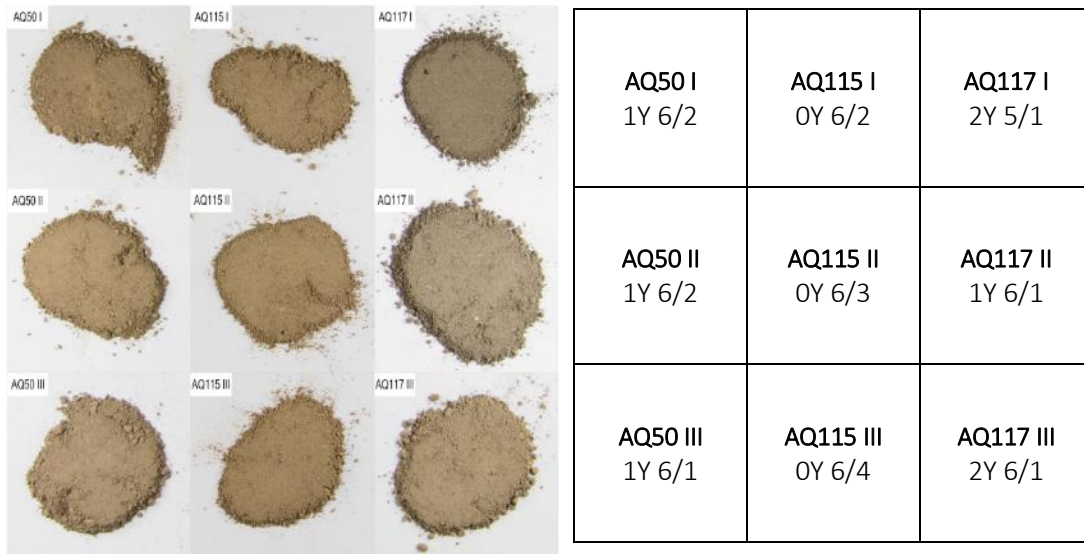 AQ50 I
AQ115 I
AQ117 I
AQ50 II
AQ115 II
AQ117 II
AQ50 III
AQ115 III
AQ117 III
AQ50 I
1Y 6/2
AQ115 I
0Y 6/2
AQ117 I
2Y 5/1
AQ50 II
1Y 6/2
AQ115 II
0Y 6/3
AQ117 II
1Y 6/1
AQ50 III
1Y 6/1
AQ115 III
0Y 6/4
AQ117 III
2Y 6/1